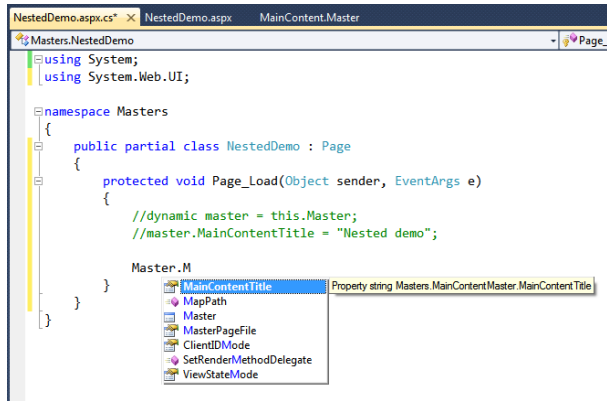 NestedDemo.aspx.cs* × NestedDemo.aspx MainContent.Master
Masters.NestedDemo Page_
using System;
using System.Web.UI;
namespace Masters
{
public partial class NestedDemo : Page
{
protected void Page_Load(Object sender, EventArgs e)
{
//dynamic master = this.Master;
//master.MainContentTitle = "Nested demo";
Master.M
}
MainContentTitle Property string Masters.MainContentMaster.MainContentTitle
}
MapPath
}
Master
MasterPageFile
ClientIDMode
SetRenderMethodDelegate
ViewStateMode